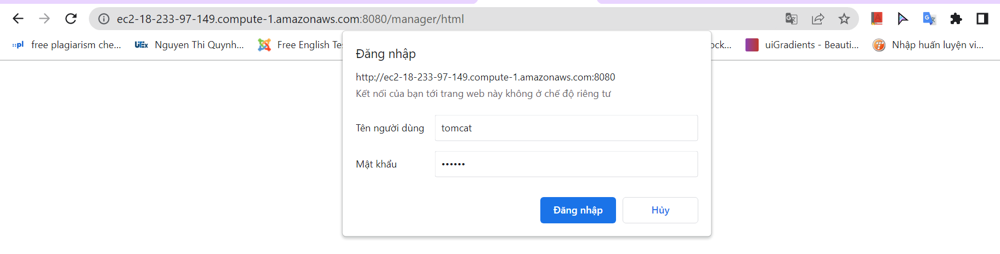 ec2-18-233-97-149.compute-1.amazonaws.com:8080/manager/html
::pl free plagiarism che... UEx Nguyen Thi Quynh... Free English Te ock... uiGradients - Beauti... Nhập huấn luyện vi...
Đăng nhập
http://ec2-18-233-97-149.compute-1.amazonaws.com:8080
Kết nối của bạn tới trang web này không ở chế độ riêng tư
Tên người dùng tomcat
Mật khẩu ••••••
Đăng nhập Hủy